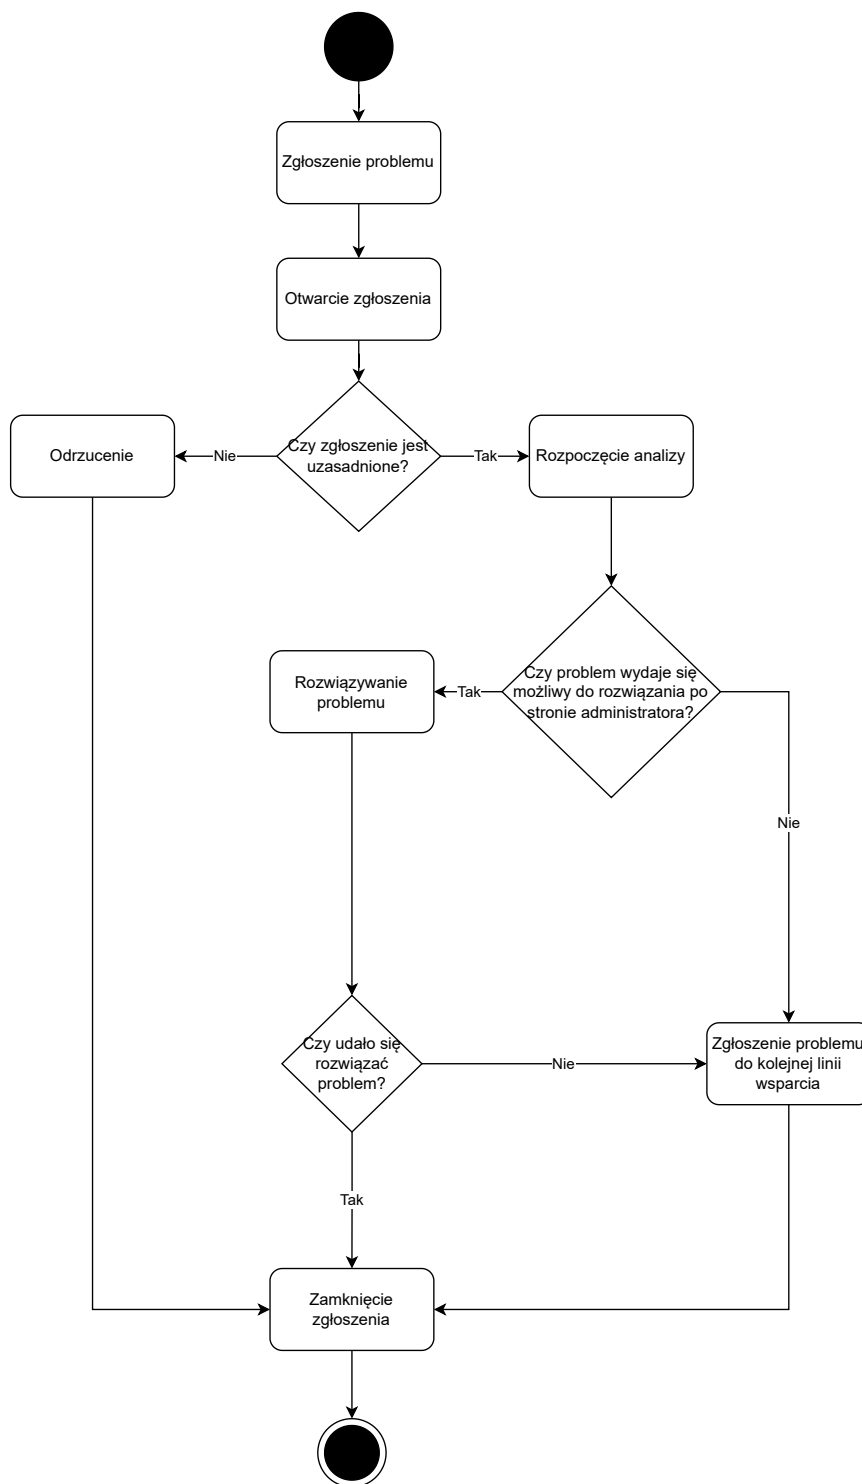 Zgłoszenie problemu
Otwarcie zgłoszenia
Czy zgłoszenie jest
uzasadnione?
Odrzucenie
Nie
Tak
Rozpoczęcie analizy
Czy problem wydaje się
możliwy do rozwiązania po
stronie administratora?
Tak
Rozwiązywanie
problemu
Nie
Czy udało się
rozwiązać
problem?
Nie
Zgłoszenie problemu
do kolejnej linii
wsparcia
Tak
Zamknięcie
zgłoszenia